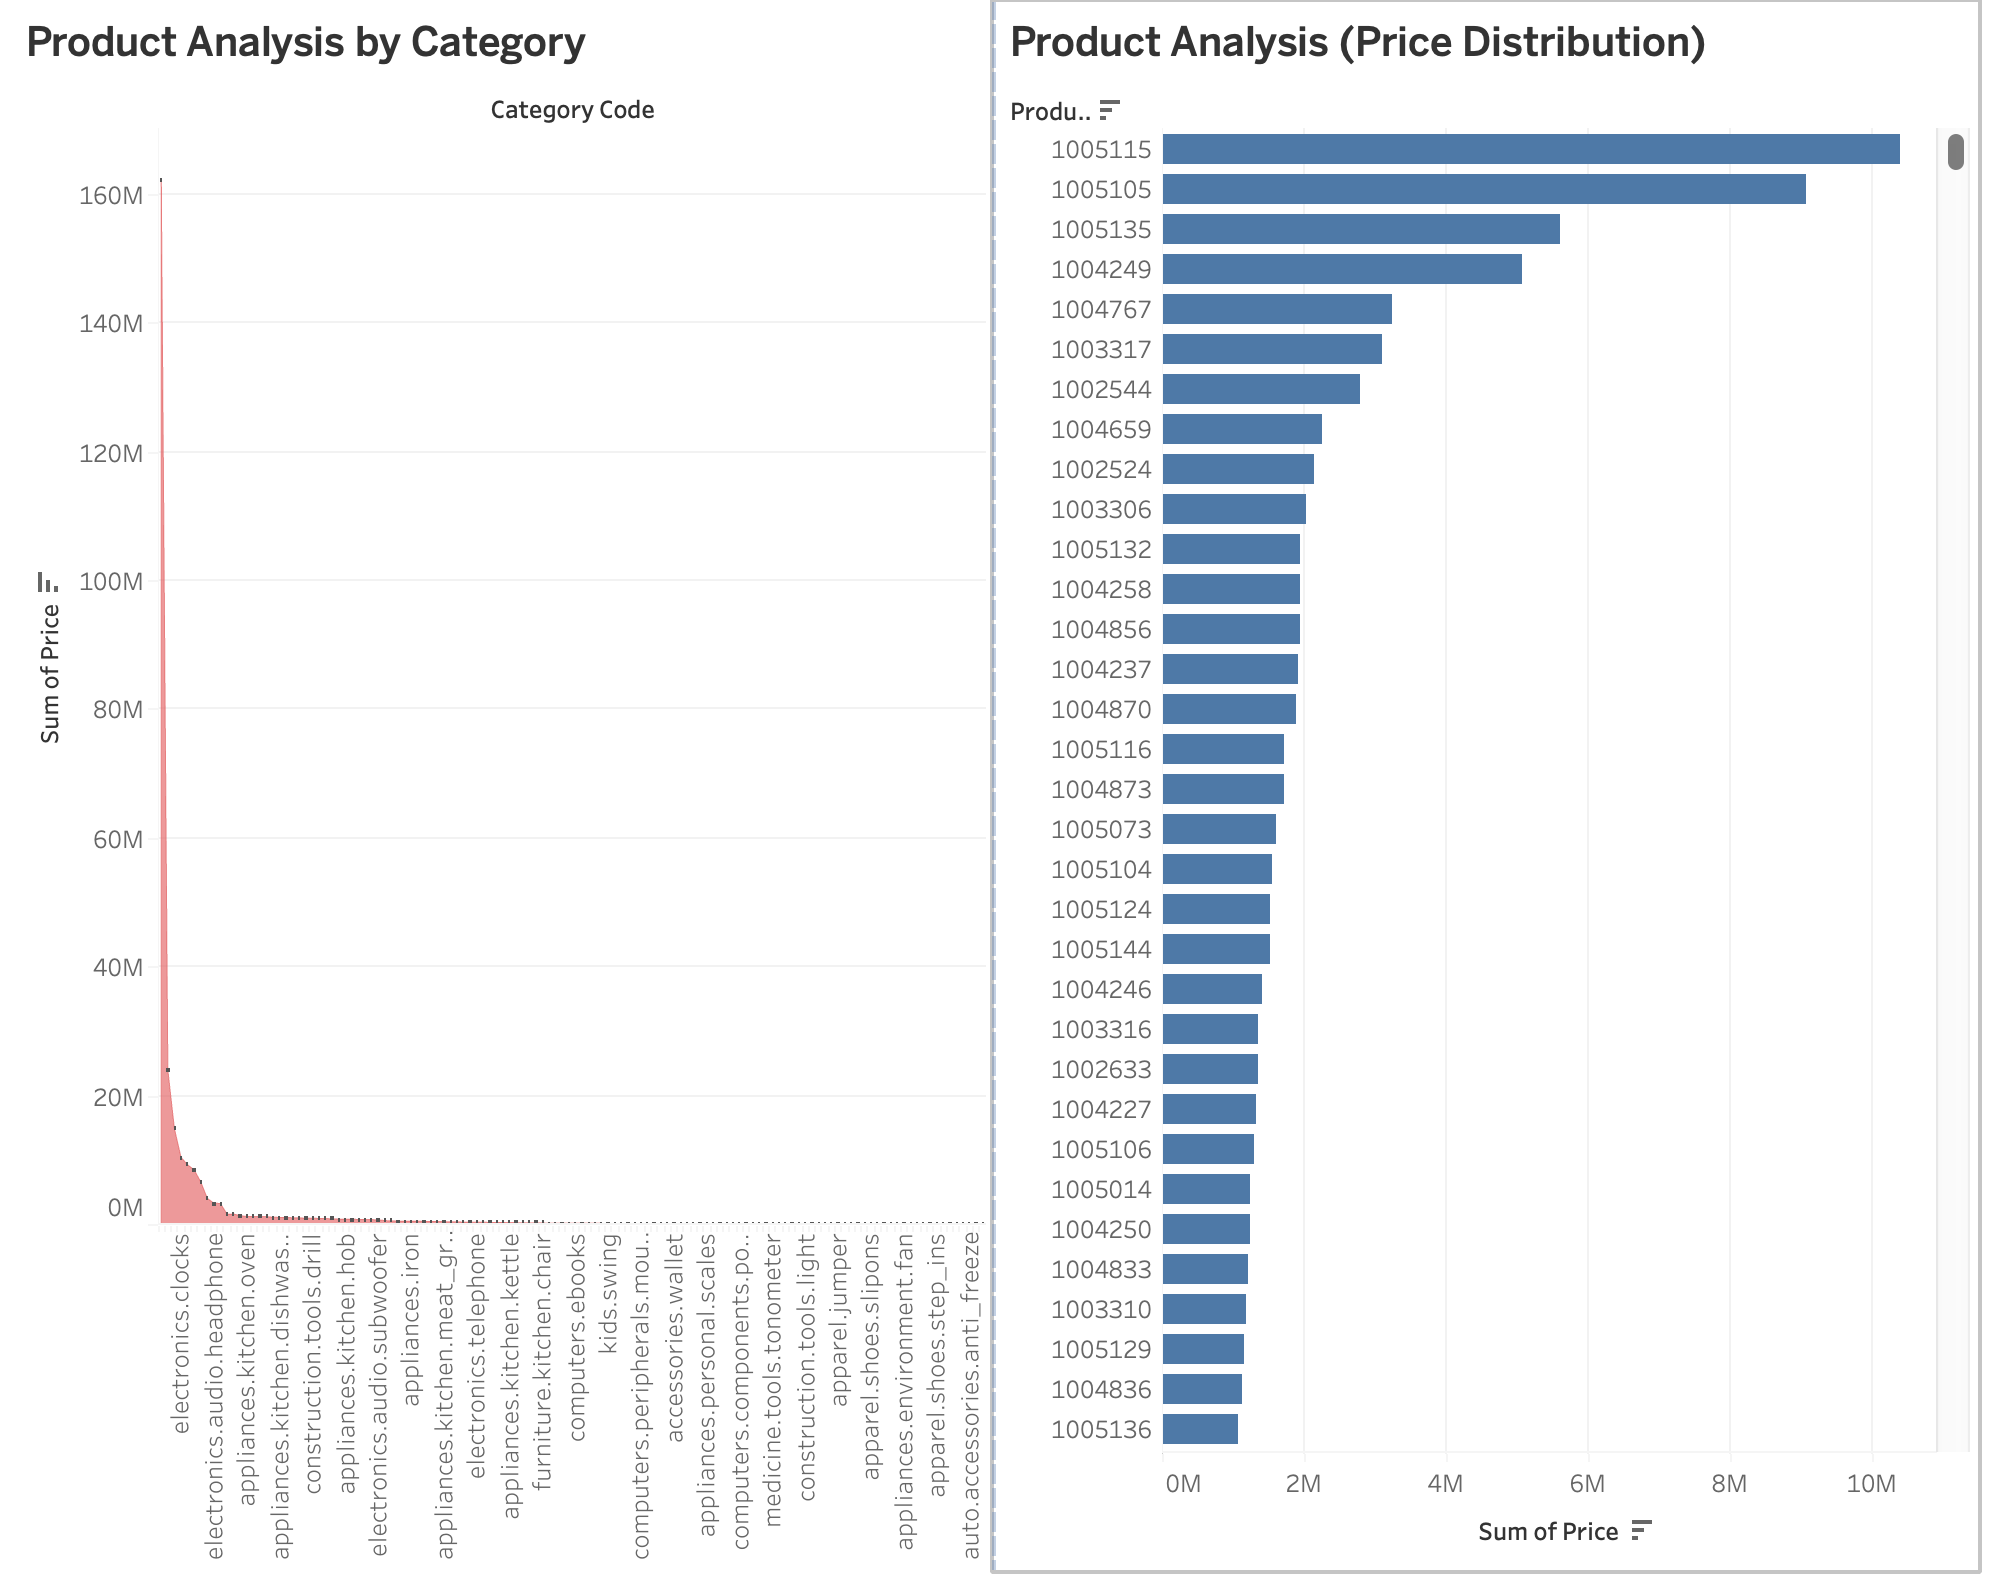 Product Analysis by Category
Category Code
Sum of Price
160M
140M
120M
100M
80M
60M
40M
20M
0M
electronics.clocks
electronics.audio.headphone
appliances.kitchen.oven
appliances.kitchen.dishwas..
construction.tools.drill
appliances.kitchen.hob
electronics.audio.subwoofer
appliances.iron
appliances.kitchen.meat_gr..
electronics.telephone
appliances.kitchen.kettle
furniture.kitchen.chair
computers.ebooks
kids.swing
computers.peripherals.mou..
accessories.wallet
appliances.personal.scales
computers.components.po..
medicine.tools.tonometer
construction.tools.light
apparel.jumper
apparel.shoes.slipons
appliances.environment.fan
apparel.shoes.step_ins
auto.accessories.anti_freeze
Product Analysis (Price Distribution)
Produ..
1005115
1005105
1005135
1004249
1004767
1003317
1002544
1004659
1002524
1003306
1005132
1004258
1004856
1004237
1004870
1005116
1004873
1005073
1005104
1005124
1005144
1004246
1003316
1002633
1004227
1005106
1005014
1004250
1004833
1003310
1005129
1004836
1005136
0M 2M 4M 6M 8M 10M
Sum of Price